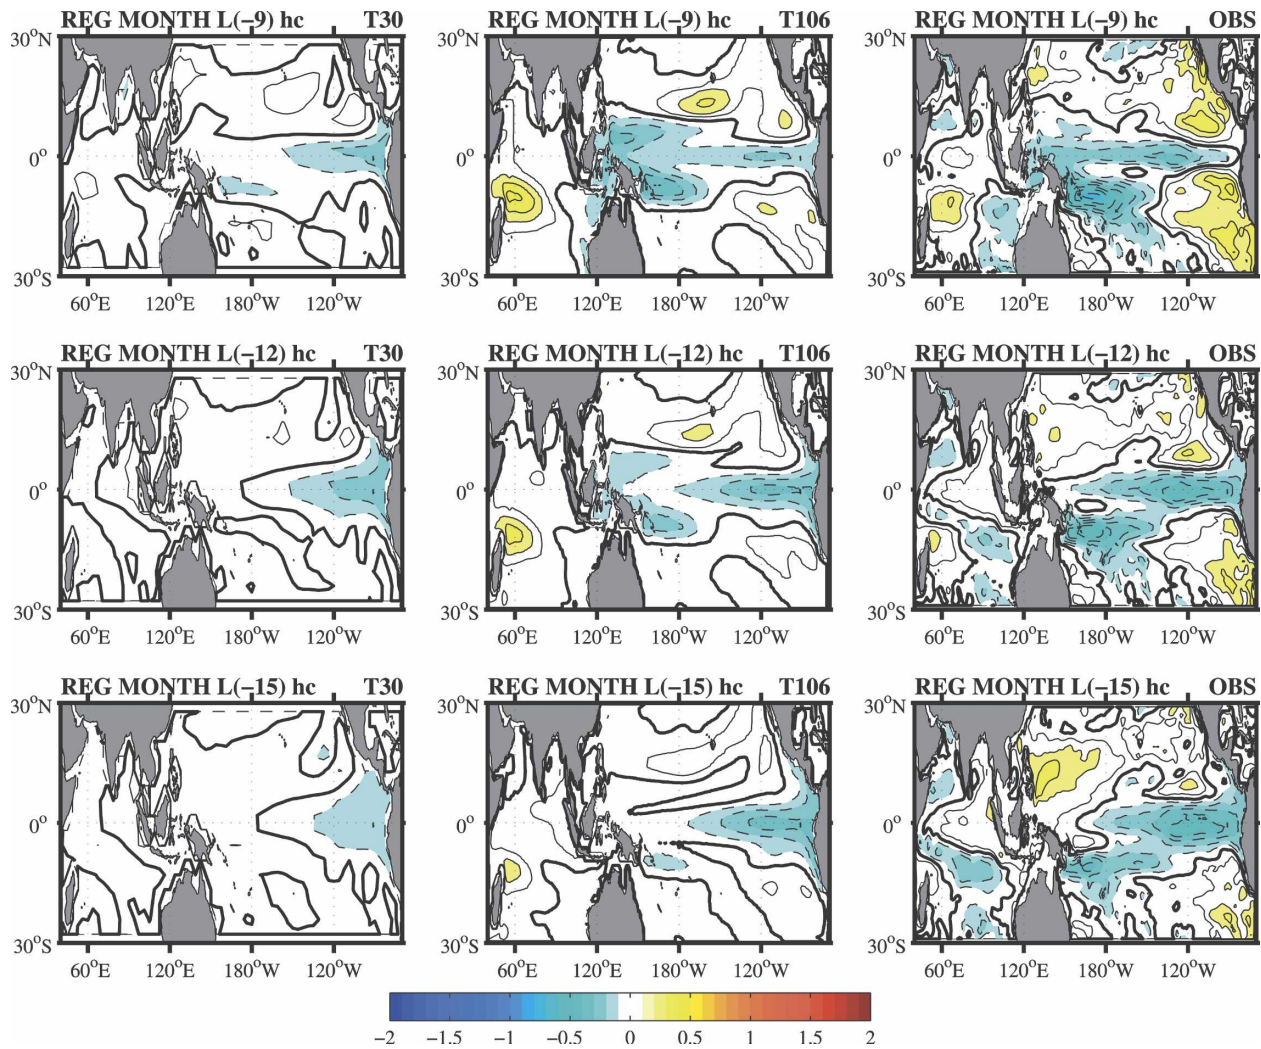 REG MONTH L(−9) hc T30 REG MONTH L(−9) hc T106 REG MONTH L(−9) hc OBS
30°N 30°N 30°N
0° 0° 0°
30°S 30°S 30°S
60°E 120°E 180°W 120°W 60°E 120°E 180°W 120°W 60°E 120°E 180°W 120°W
REG MONTH L(−12) hc T30 REG MONTH L(−12) hc T106 REG MONTH L(−12) hc OBS
30°N 30°N 30°N
0° 0° 0°
30°S 30°S 30°S
60°E 120°E 180°W 120°W 60°E 120°E 180°W 120°W 60°E 120°E 180°W 120°W
REG MONTH L(−15) hc T30 REG MONTH L(−15) hc T106 REG MONTH L(−15) hc OBS
30°N 30°N 30°N
0° 0° 0°
30°S 30°S 30°S
60°E 120°E 180°W 120°W 60°E 120°E 180°W 120°W 60°E 120°E 180°W 120°W
−2 −1.5 −1 −0.5 0 0.5 1 1.5 2